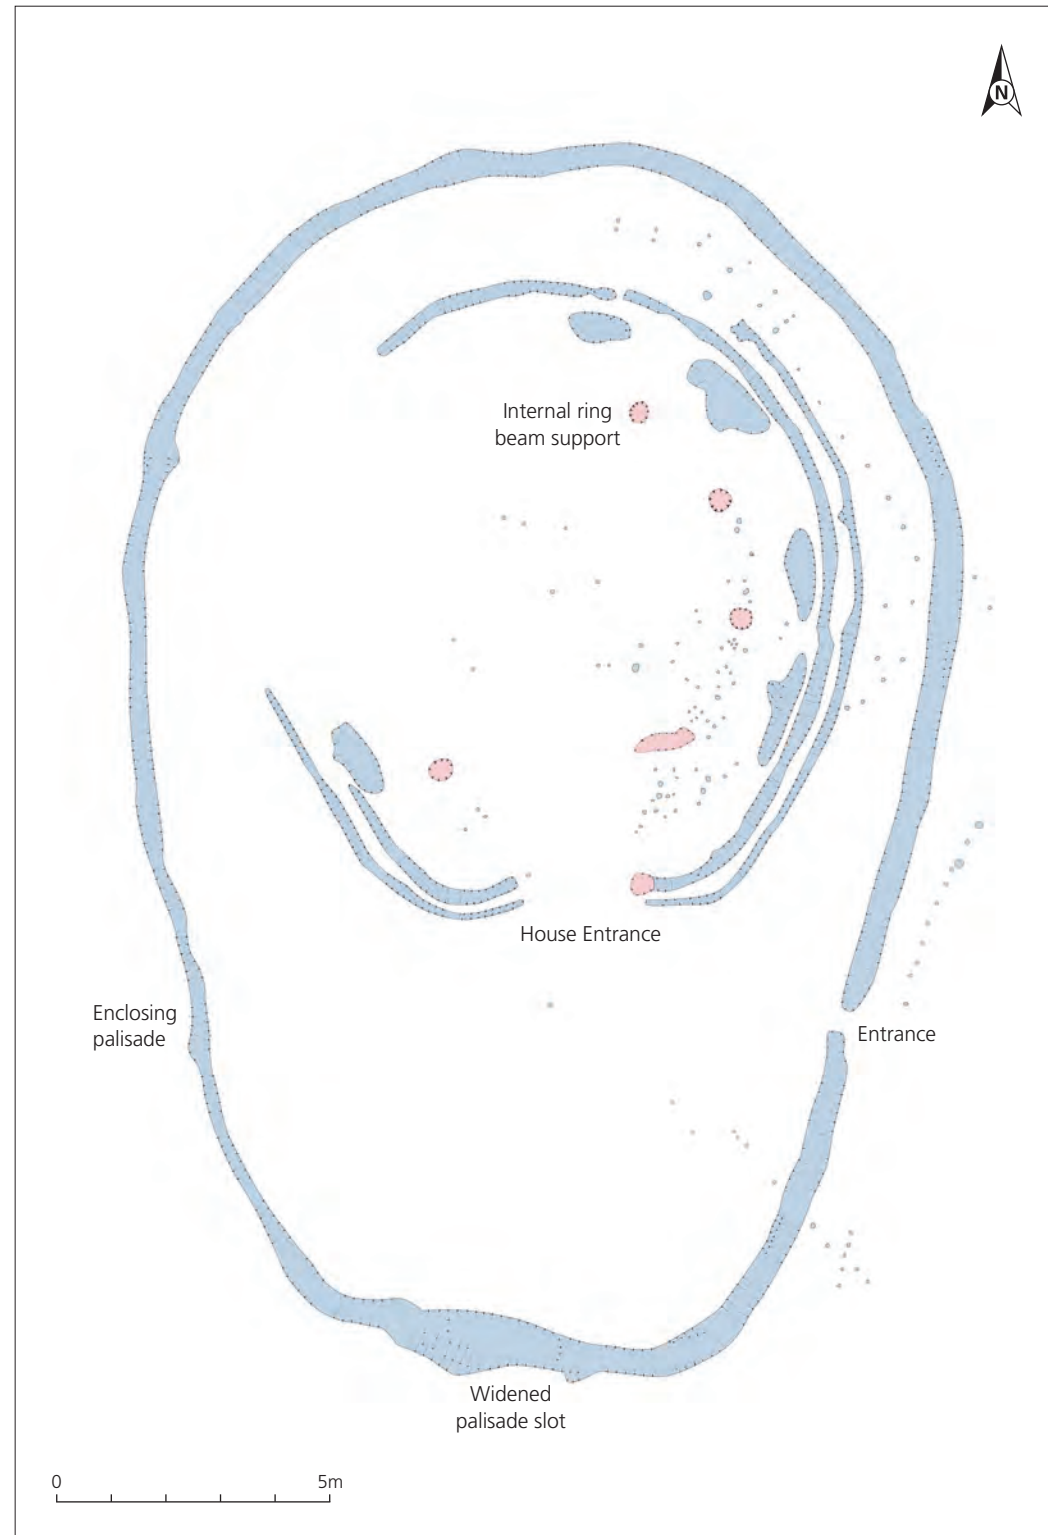 N
Internal ring
beam support
House Entrance
Enclosing
palisade
Entrance
Widened
palisade slot
0
5m